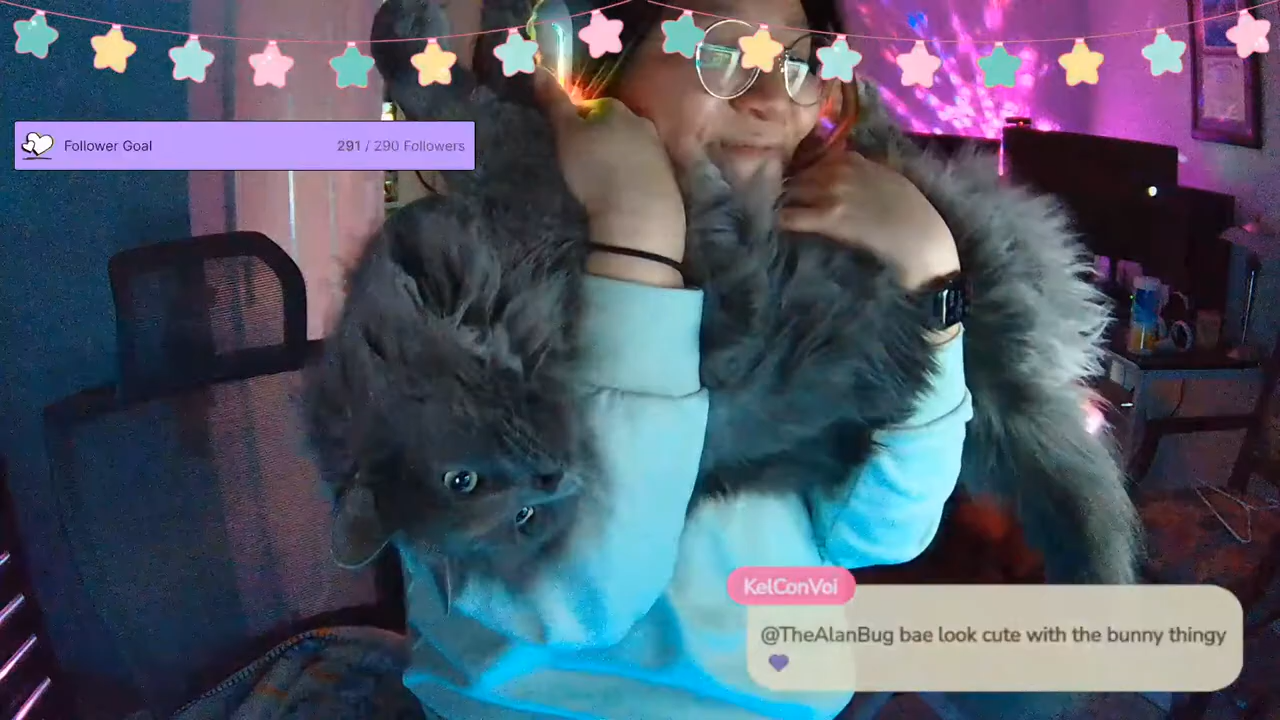 Follower Goal 291 / 290 Followers
KelConVoi
@TheAlanBug bae look cute with the bunny thingy
💜